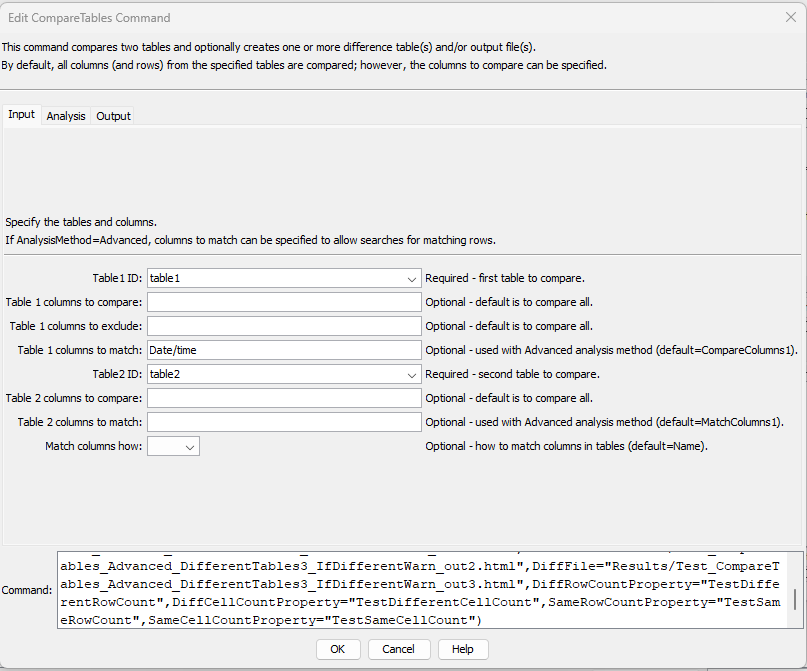 Edit CompareTables Command
This command compares two tables and optionally creates one or more difference table(s) and/or output file(s).
By default, all columns (and rows) from the specified tables are compared; however, the columns to compare can be specified.
Input Analysis Output
Specify the tables and columns.
If AnalysisMethod=Advanced, columns to match can be specified to allow searches for matching rows.
Table1 ID: table1 Required - first table to compare.
Table 1 columns to compare: Optional - default is to compare all.
Table 1 columns to exclude: Optional - default is to compare all.
Table 1 columns to match: Date/time Optional - used with Advanced analysis method (default=CompareColumns1).
Table2 ID: table2 Required - second table to compare.
Table 2 columns to compare: Optional - default is to compare all.
Table 2 columns to match: Optional - used with Advanced analysis method (default=MatchColumns1).
Match columns how: Optional - how to match columns in tables (default=Name).
ables_Advanced_DifferentTables3_IfDifferentWarn_out2.html",DiffFile="Results/Test_CompareT
Command: ables_Advanced_DifferentTables3_IfDifferentWarn_out3.html",DiffRowCountProperty="TestDiffe
rentRowCount",DiffCellCountProperty="TestDifferentCellCount",SameRowCountProperty="TestSam
eRowCount",SameCellCountProperty="TestSameCellCount")
OK Cancel Help